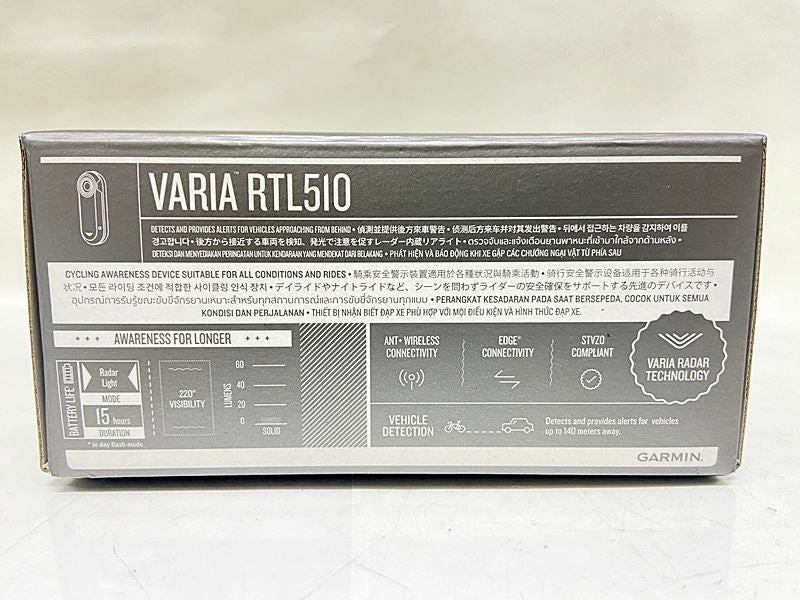 VARIA™ RTL510
DETECTS AND PROVIDES ALERTS FOR VEHICLES APPROACHING FROM BEHIND • 偵測並提供後方來車警告 • 侦测后方来车并对其发出警告 • 뒤에서 접근하는 차량을 감지하여 이를
경고합니다 • 後方から接近する車両を検知、発光で注意を促すレーダー内蔵リアライト • ตรวจจับและแจ้งเตือนยานพาหนะที่เข้ามาใกล้จากด้านหลัง •
DETEKSI DAN MENYEDIAKAN PERINGATAN UNTUK KENDARAAN YANG MENDEKAT DARI BELAKANG • PHÁT HIỆN VÀ BÁO ĐỘNG KHI XE GẶP CÁC CHƯỚNG NGẠI VẬT TỪ PHÍA SAU
CYCLING AWARENESS DEVICE SUITABLE FOR ALL CONDITIONS AND RIDES • 騎乘安全警示裝置適用於各種狀況與騎乘活動 • 骑行安全警示设备适用于各种骑行活动与
状况 • 모든 라이딩 조건에 적합한 사이클링 인식 장치 • デイライドやナイトライドなど、シーンを問わずライダーの安全確保をサポートする先進のデバイスです •
อุปกรณ์การรับรู้ขณะขับขี่จักรยานเหมาะสำหรับทุกสถานการณ์และการขับขี่จักรยานทุกแบบ • PERANGKAT KESADARAN PADA SAAT BERSEPEDA, COCOK UNTUK SEMUA
KONDISI DAN PERJALANAN • THIẾT BỊ NHẬN BIẾT ĐẠP XE PHÙ HỢP VỚI MỌI ĐIỀU KIỆN VÀ HÌNH THỨC ĐẠP XE.
+ + + AWARENESS FOR LONGER + + +
BATTERY LIFE
Radar
Light
MODE
15 hours
DURATION
* in day flash mode
220°
VISIBILITY
LUMENS
60
40
20
0
SOLID
ANT+ WIRELESS
CONNECTIVITY
EDGE®
CONNECTIVITY
STVZO
COMPLIANT
VARIA RADAR
TECHNOLOGY
VEHICLE
DETECTION
Detects and provides alerts for vehicles
up to 140 meters away.
GARMIN.